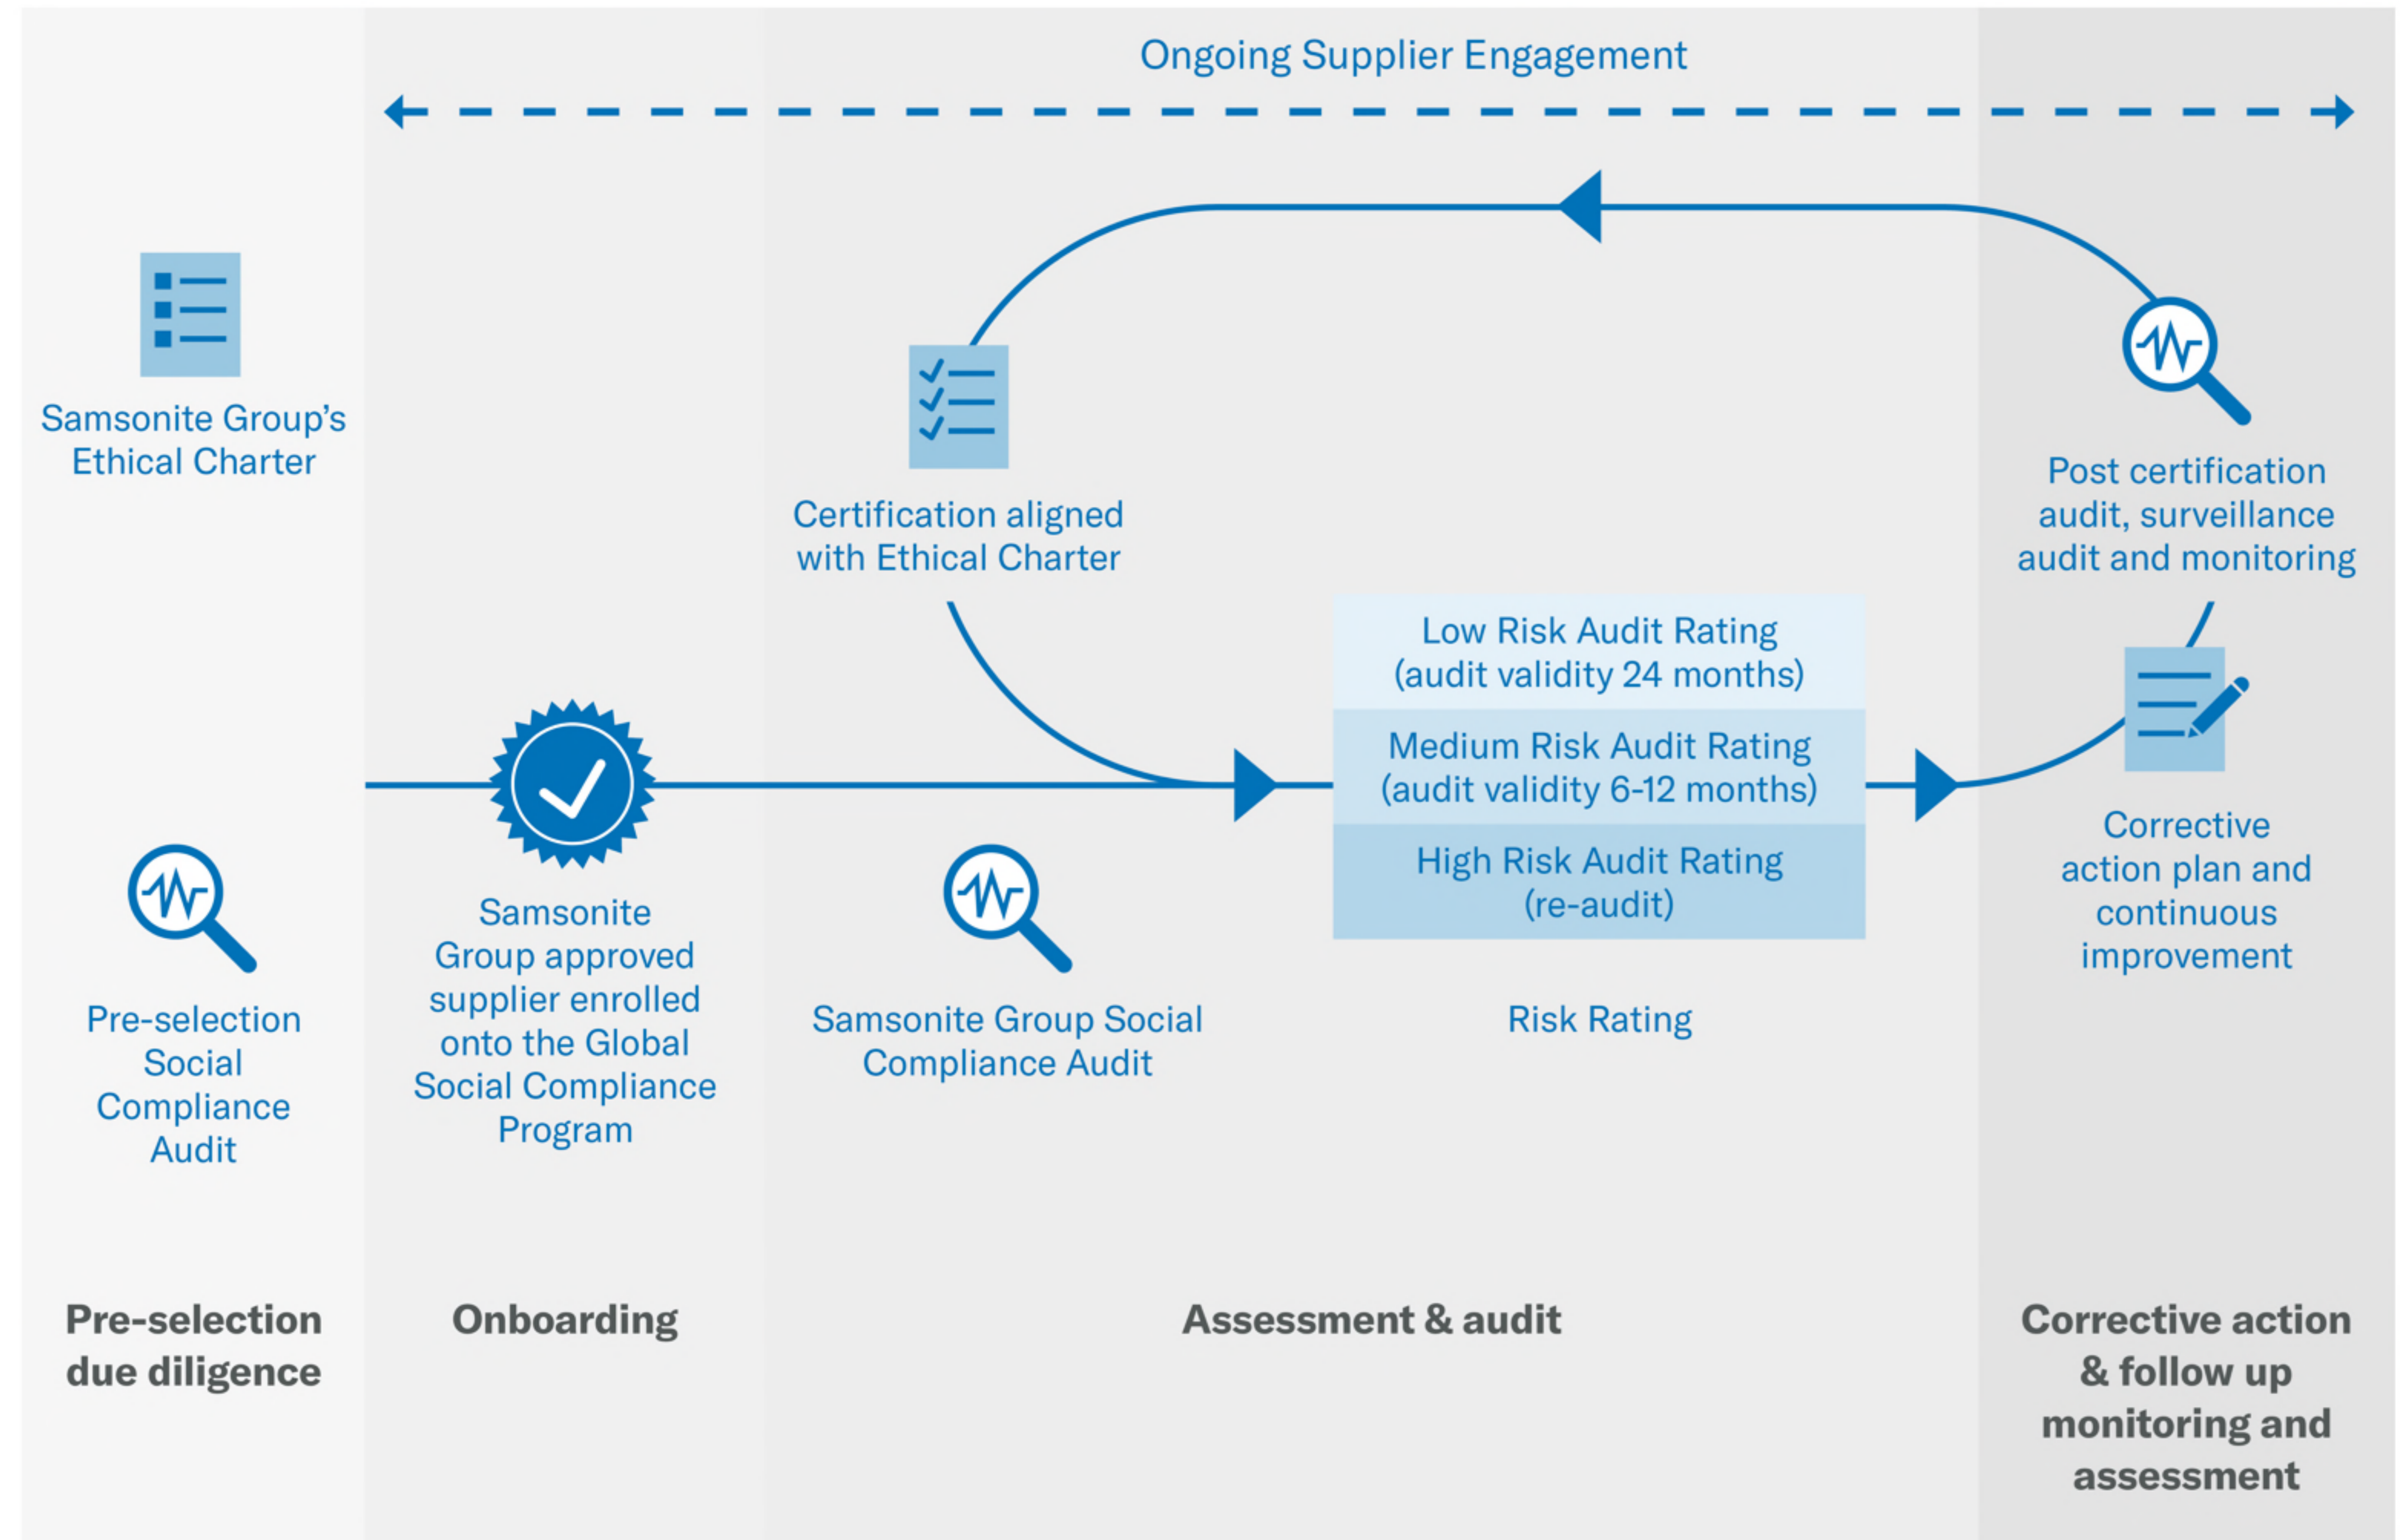 Ongoing Supplier Engagement
Samsonite Group’s
Ethical Charter
Pre-selection
Social
Compliance
Audit
Samsonite
Group approved
supplier enrolled
onto the Global
Social Compliance
Program
Certification aligned
with Ethical Charter
Samsonite Group Social
Compliance Audit
Low Risk Audit Rating
(audit validity 24 months)
Medium Risk Audit Rating
(audit validity 6-12 months)
High Risk Audit Rating
(re-audit)
Risk Rating
Post certification
audit, surveillance
audit and monitoring
Corrective
action plan and
continuous
improvement
Pre-selection
due diligence
Onboarding
Assessment & audit
Corrective action
& follow up
monitoring and
assessment